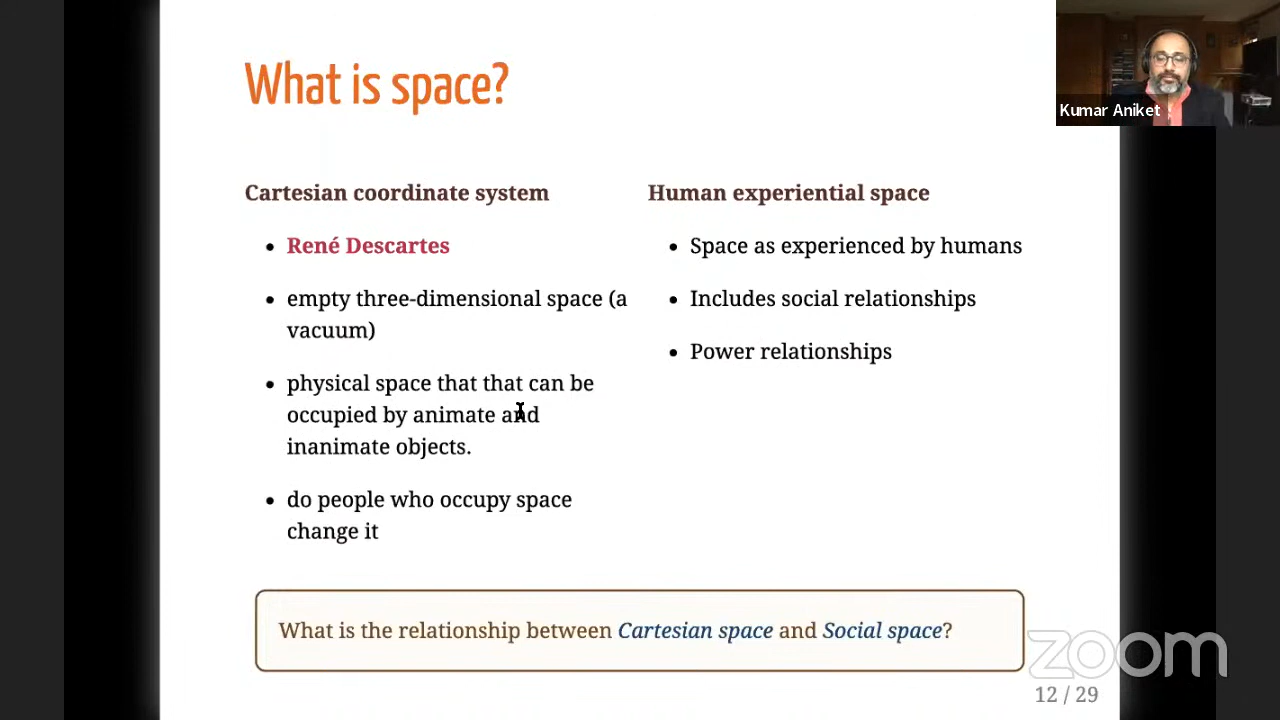 What is space?
Kumar Aniket
Cartesian coordinate system
René Descartes
empty three-dimensional space (a
vacuum)
physical space that that can be
occupied by animate and
inanimate objects.
do people who occupy space
change it
Human experiential space
Space as experienced by humans
Includes social relationships
Power relationships
What is the relationship between Cartesian space and Social space?
zoom
12 / 29